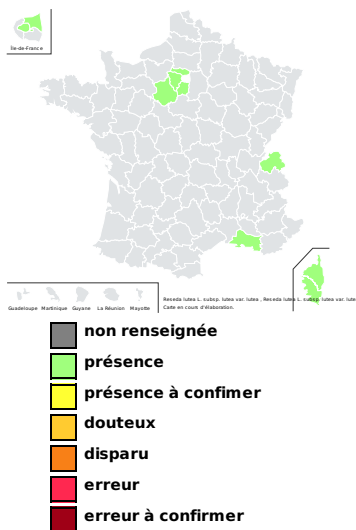 Île-de-France
Guadeloupe Martinique Guyane La Réunion Mayotte
Reseda lutea L. subsp. lutea var. lutea , Reseda lutea L. subsp. lutea var. lute
Carte en cours d'élaboration.
non renseignée
présence
présence à confimer
douteux
disparu
erreur
erreur à confirmer